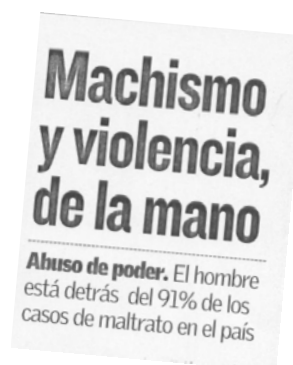 Machismo
y violencia,
de la mano
Abuso de poder. El hombre
está detrás del 91% de los
casos de maltrato en el país